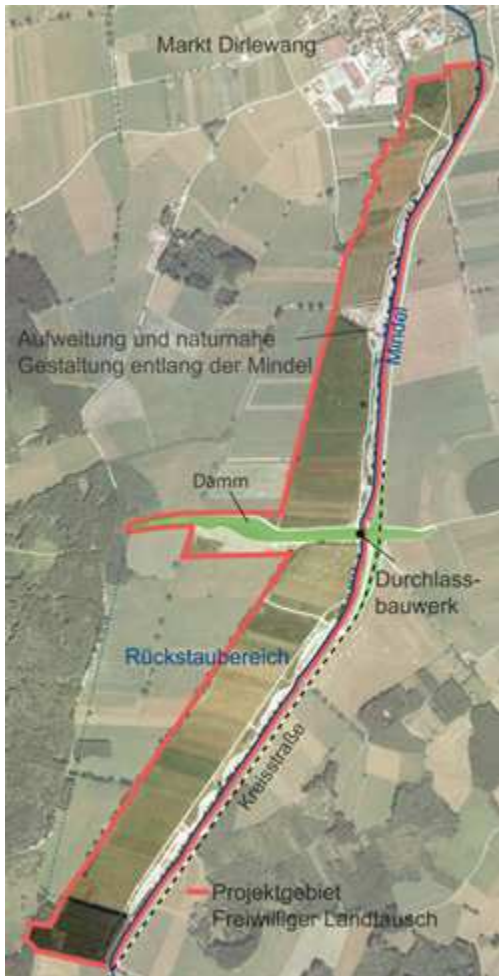 Markt Dirlewang
Aufweitung und naturnahe
Gestaltung entlang der Mindel
Mindel
Damm
Durchlass-
bauwerk
Rückstaubereich
Kreisstraße
Projektgebiet
Freiwilliger Landtausch